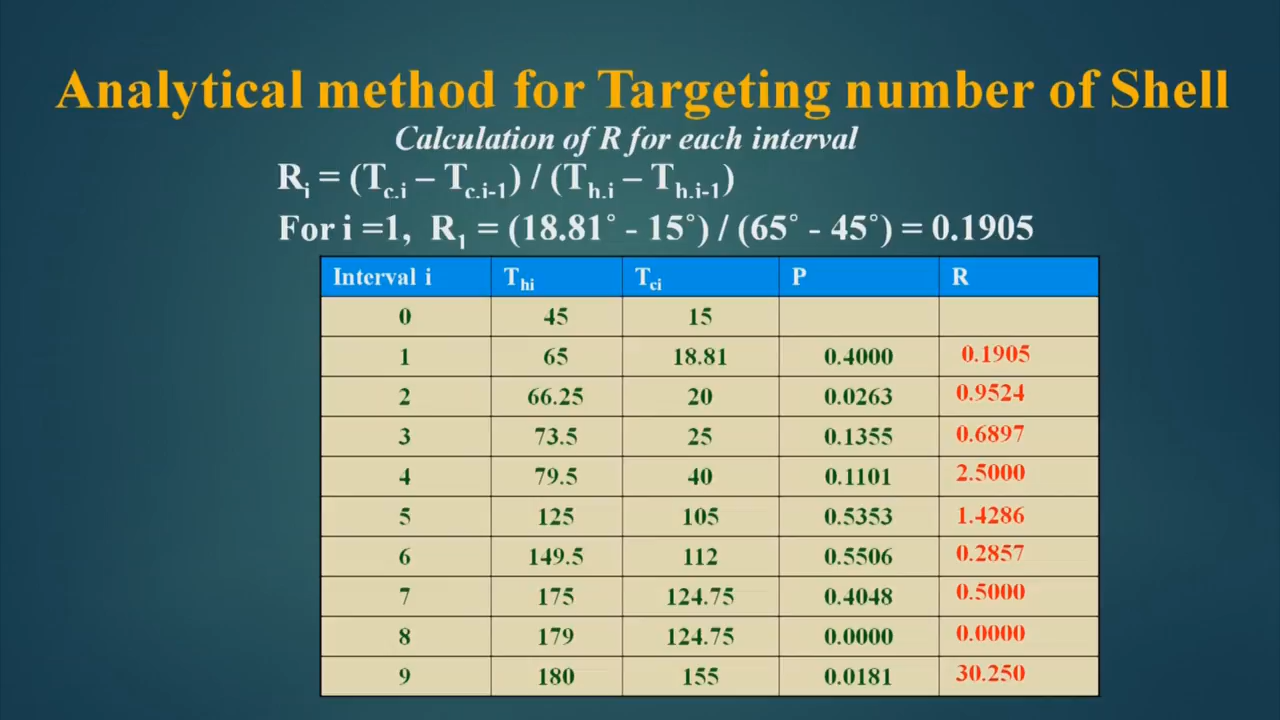 Analytical method for Targeting number of Shell
Calculation of R for each interval
Ri = (Tc,i – Tc,i-1) / (Th,i – Th,i-1)
For i =1, R1 = (18.81° - 15°) / (65° - 45°) = 0.1905
Interval i Thi Tci P R
0 45 15
1 65 18.81 0.4000 0.1905
2 66.25 20 0.0263 0.9524
3 73.5 25 0.1355 0.6897
4 79.5 40 0.1101 2.5000
5 125 105 0.5353 1.4286
6 149.5 112 0.5506 0.2857
7 175 124.75 0.4048 0.5000
8 179 124.75 0.0000 0.0000
9 180 155 0.0181 30.250